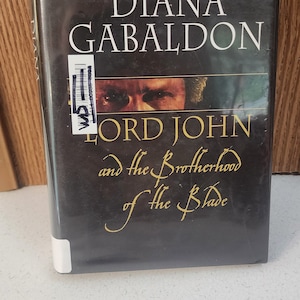 DIANA
GABALDON
LORD JOHN
and the Brotherhood
of the Blade